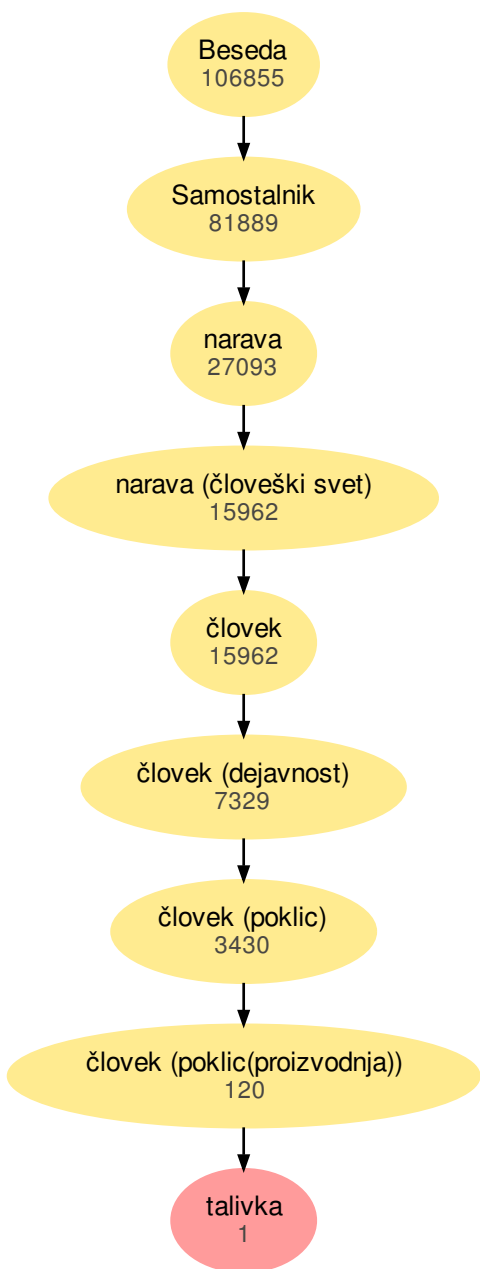 Beseda
106855
Samostalnik
81889
narava
27093
narava (človeški svet)
15962
človek
15962
človek (dejavnost)
7329
človek (poklic)
3430
človek (poklic(proizvodnja))
120
talivka
1